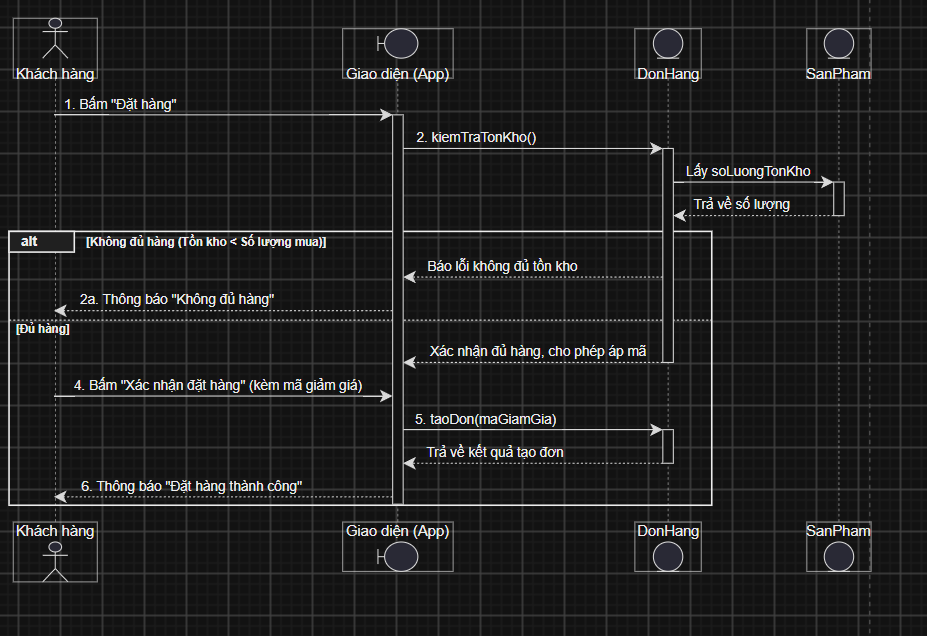 Khách hàng
Giao diện (App)
DonHang
SanPham
1. Bấm "Đặt hàng"
2. kiemTraTonKho()
Lấy soLuongTonKho
Trả về số lượng
alt
[Không đủ hàng (Tồn kho < Số lượng mua)]
Báo lỗi không đủ tồn kho
2a. Thông báo "Không đủ hàng"
[Đủ hàng]
Xác nhận đủ hàng, cho phép áp mã
4. Bấm "Xác nhận đặt hàng" (kèm mã giảm giá)
5. taoDon(maGiamGia)
Trả về kết quả tạo đơn
6. Thông báo "Đặt hàng thành công"
Khách hàng
Giao diện (App)
DonHang
SanPham